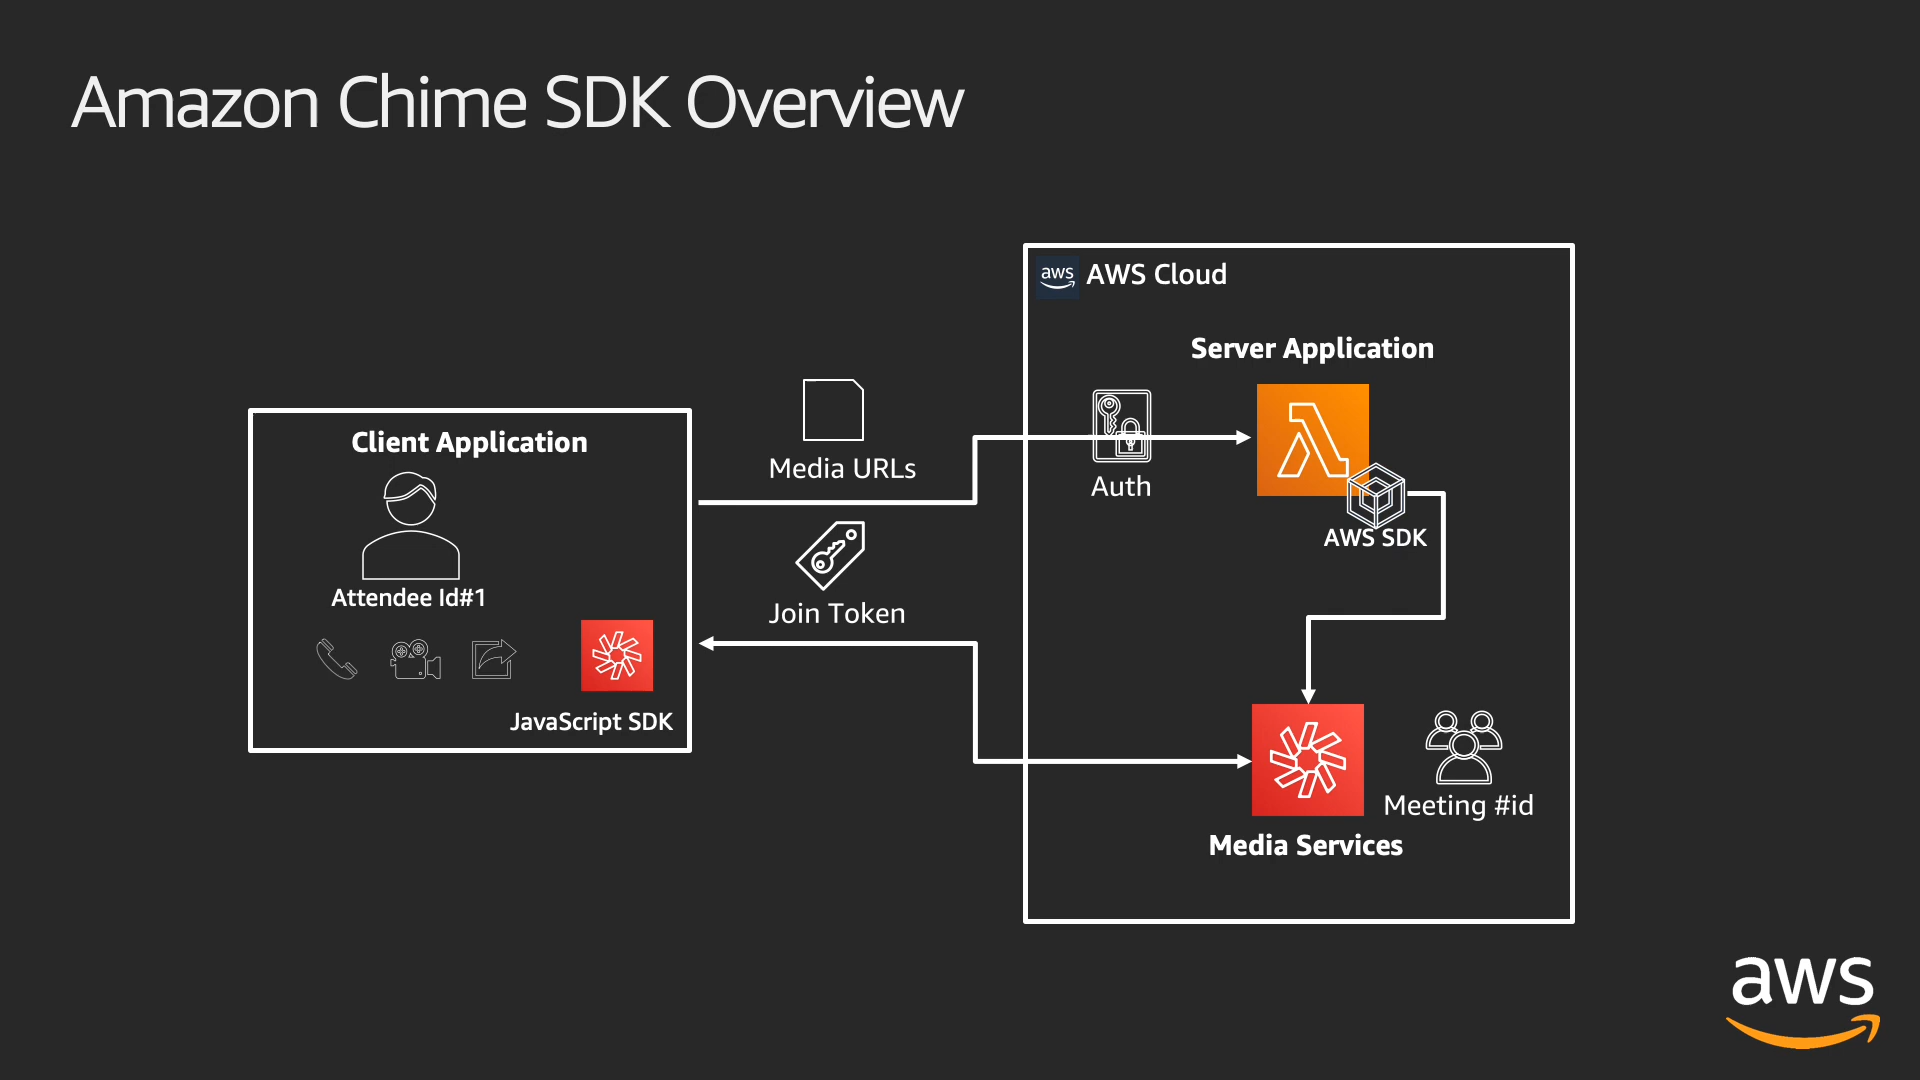 Amazon Chime SDK Overview
aws
AWS Cloud
Server Application
Client Application
Media URLs
Auth
AWS SDK
Attendee Id#1
Join Token
JavaScript SDK
Meeting #id
Media Services
aws